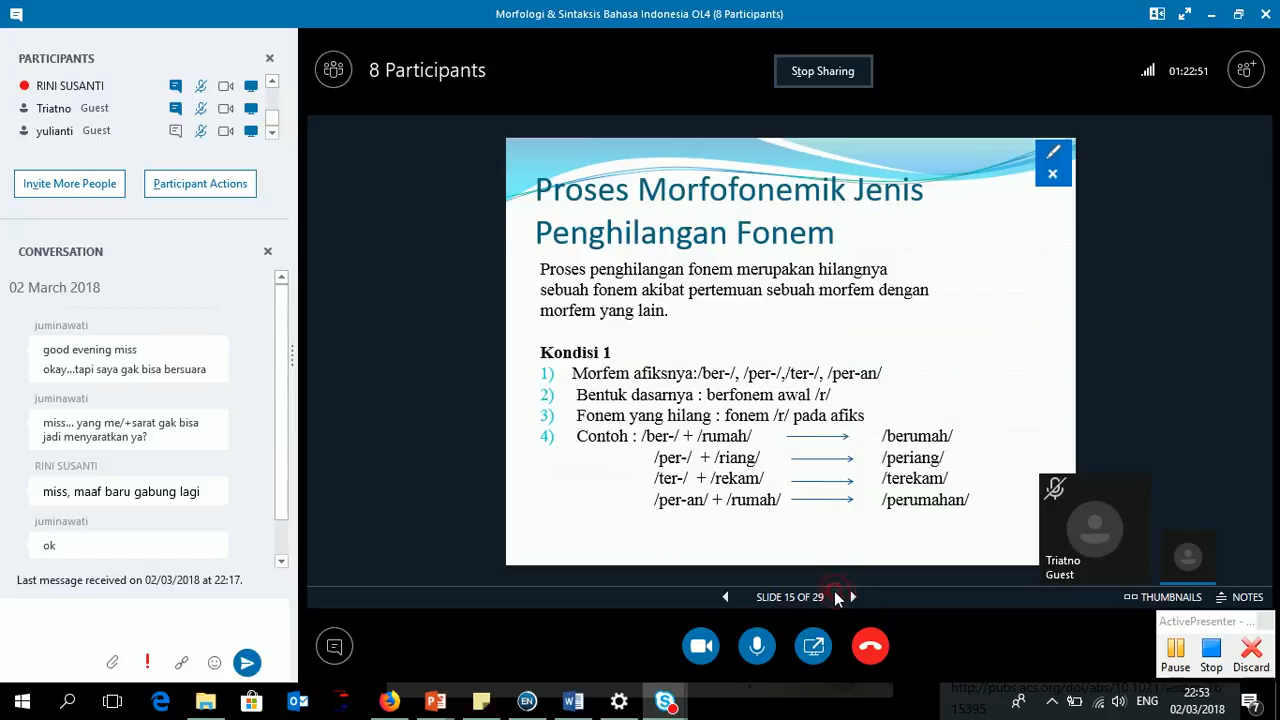 Morfologi & Sintaksis Bahasa Indonesia OL4 (8 Participants)
PARTICIPANTS
RINI SUSANTI
Triatno Guest
yulianti Guest
Invite More People
Participant Actions
CONVERSATION
02 March 2018
juminawati
good evening miss
okay...tapi saya gak bisa bersuara
juminawati
miss... yang me/+sarat gak bisa
jadi menyaratkan ya?
RINI SUSANTI
miss, maaf baru gabung lagi
juminawati
ok
Last message received on 02/03/2018 at 22:17.
8 Participants
Stop Sharing
01:22:51
Proses Morfofonemik Jenis
Penghilangan Fonem
Proses penghilangan fonem merupakan hilangnya
sebuah fonem akibat pertemuan sebuah morfem dengan
morfem yang lain.
Kondisi 1
1) Morfem afiksnya:/ber-/, /per-/,/ter-/, /per-an/
2) Bentuk dasarnya : berfonem awal /r/
3) Fonem yang hilang : fonem /r/ pada afiks
4) Contoh : /ber-/ + /rumah/ /berumah/
/per-/ + /riang/ /periang/
/ter-/ + /rekam/ /terekam/
/per-an/ + /rumah/ /perumahan/
Triatno
Guest
SLIDE 15 OF 29
THUMBNAILS
NOTES
ActivePresenter - ...
Pause
Stop
Discard
15395
ENG
22:53
02/03/2018